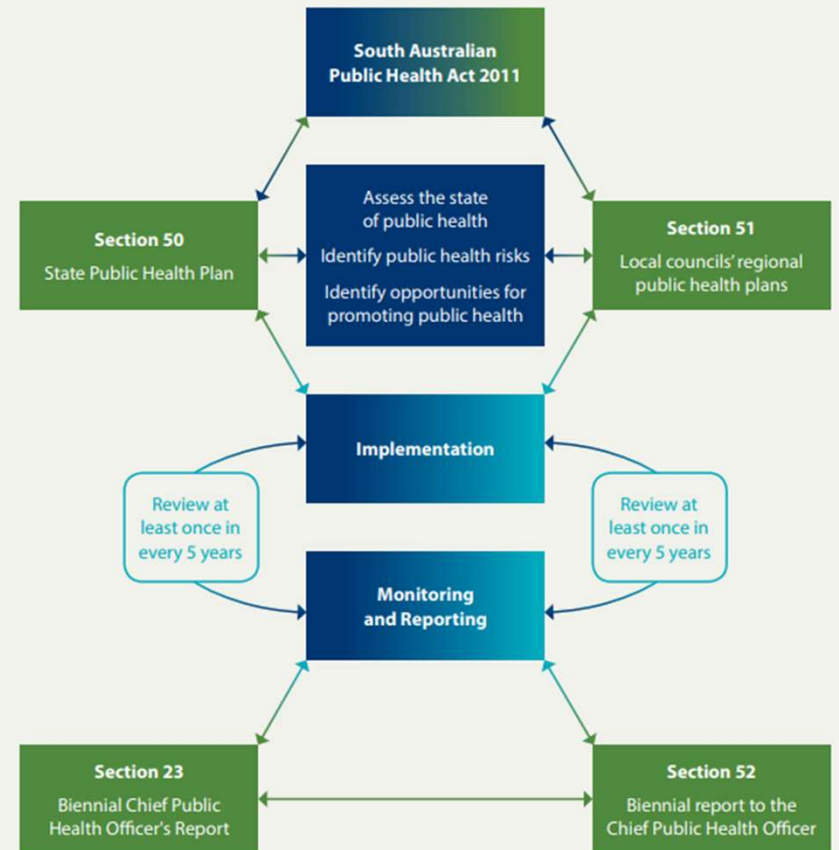 South Australian
Public Health Act 2011
Section 50
State Public Health Plan
Assess the state
of public health
Identify public health risks
Identify opportunities for
promoting public health
Section 51
Local councils' regional
public health plans
Implementation
Review at
least once in
every 5 years
Review at
least once in
every 5 years
Monitoring
and Reporting
Section 23
Biennial Chief Public
Health Officer's Report
Section 52
Biennial report to the
Chief Public Health Officer